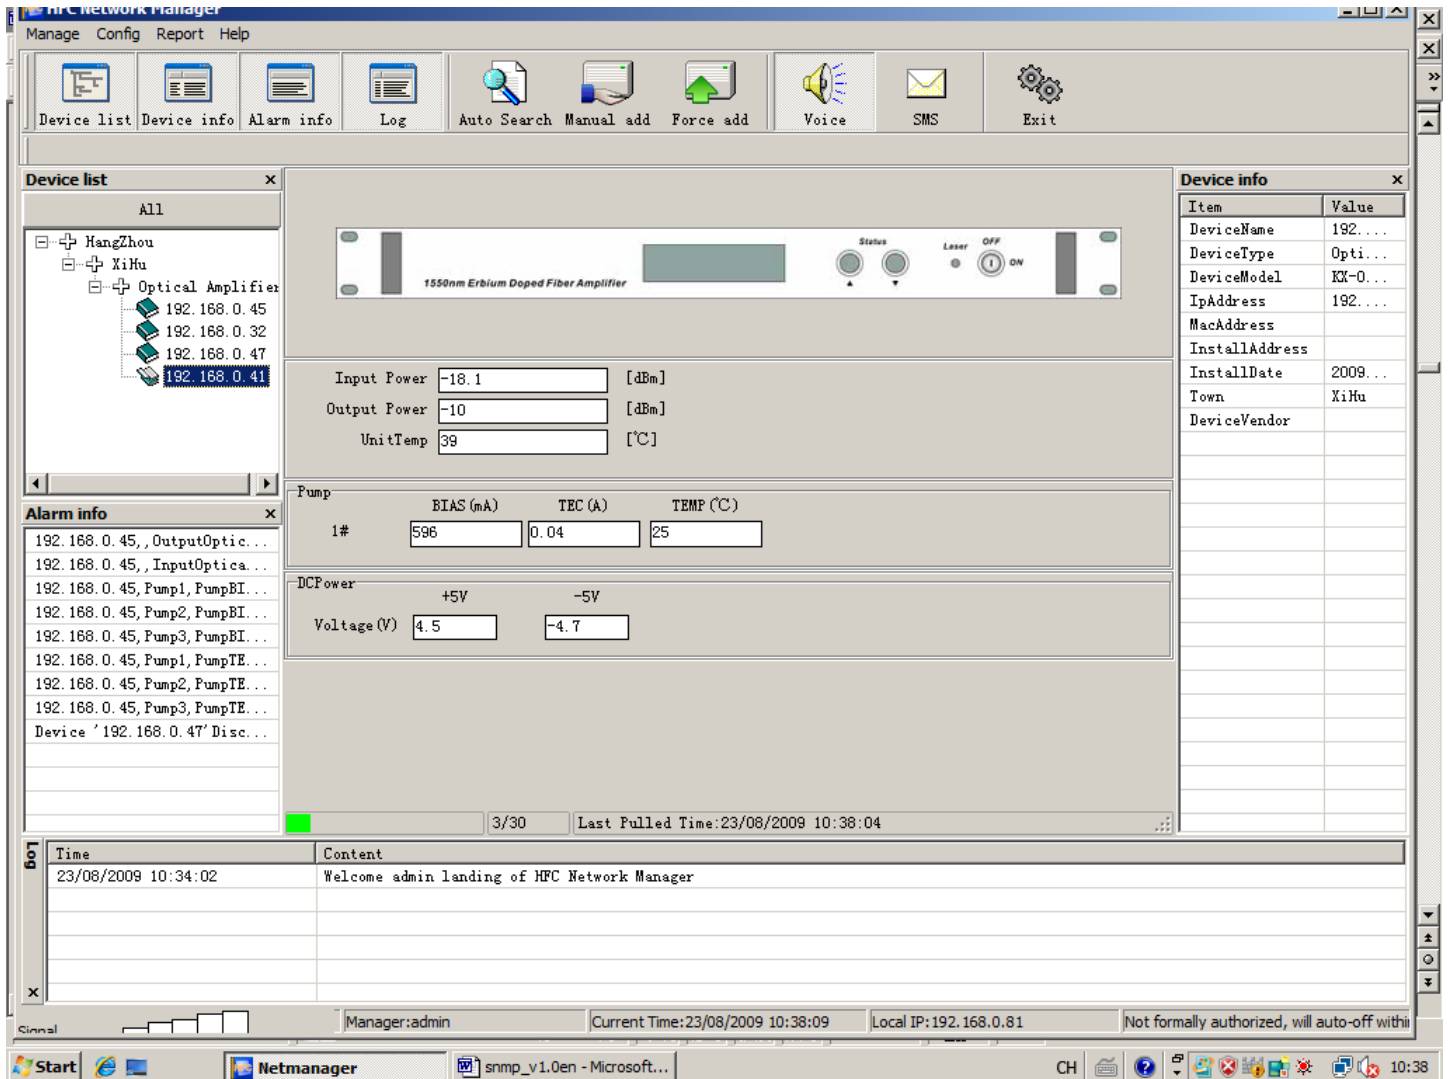 HFC Network Manager
Manage Config Report Help
Device list Device info Alarm info Log Auto Search Manual add Force add Voice SMS Exit
Device list x
All
HangZhou
XiHu
Optical Amplifier
192.168.0.45
192.168.0.32
192.168.0.47
192.168.0.41
Alarm info x
192.168.0.45,,OutputOptic...
192.168.0.45,,InputOptica...
192.168.0.45,Pump1,PumpBI...
192.168.0.45,Pump2,PumpBI...
192.168.0.45,Pump3,PumpBI...
192.168.0.45,Pump1,PumpTE...
192.168.0.45,Pump2,PumpTE...
192.168.0.45,Pump3,PumpTE...
Device '192.168.0.47'Disc...
1550nm Erbium Doped Fiber Amplifier
Status
Laser
OFF
ON
Input Power -18.1 [dBm]
Output Power -10 [dBm]
UnitTemp 39 [℃]
Pump
BIAS(mA) TEC(A) TEMP(℃)
1# 596 0.04 25
DCPower
+5V -5V
Voltage(V) 4.5 -4.7
3/30 Last Pulled Time:23/08/2009 10:38:04
Device info x
Item Value
DeviceName 192....
DeviceType Opti...
DeviceModel KX-0...
IpAddress 192....
MacAddress
InstallAddress
InstallDate 2009...
Town XiHu
DeviceVendor
Log
Time Content
23/08/2009 10:34:02 Welcome admin landing of HFC Network Manager
Signal Manager:admin Current Time:23/08/2009 10:38:09 Local IP:192.168.0.81 Not formally authorized, will auto-off withi
Start Netmanager snmp_v1.0en - Microsoft... CH 10:38